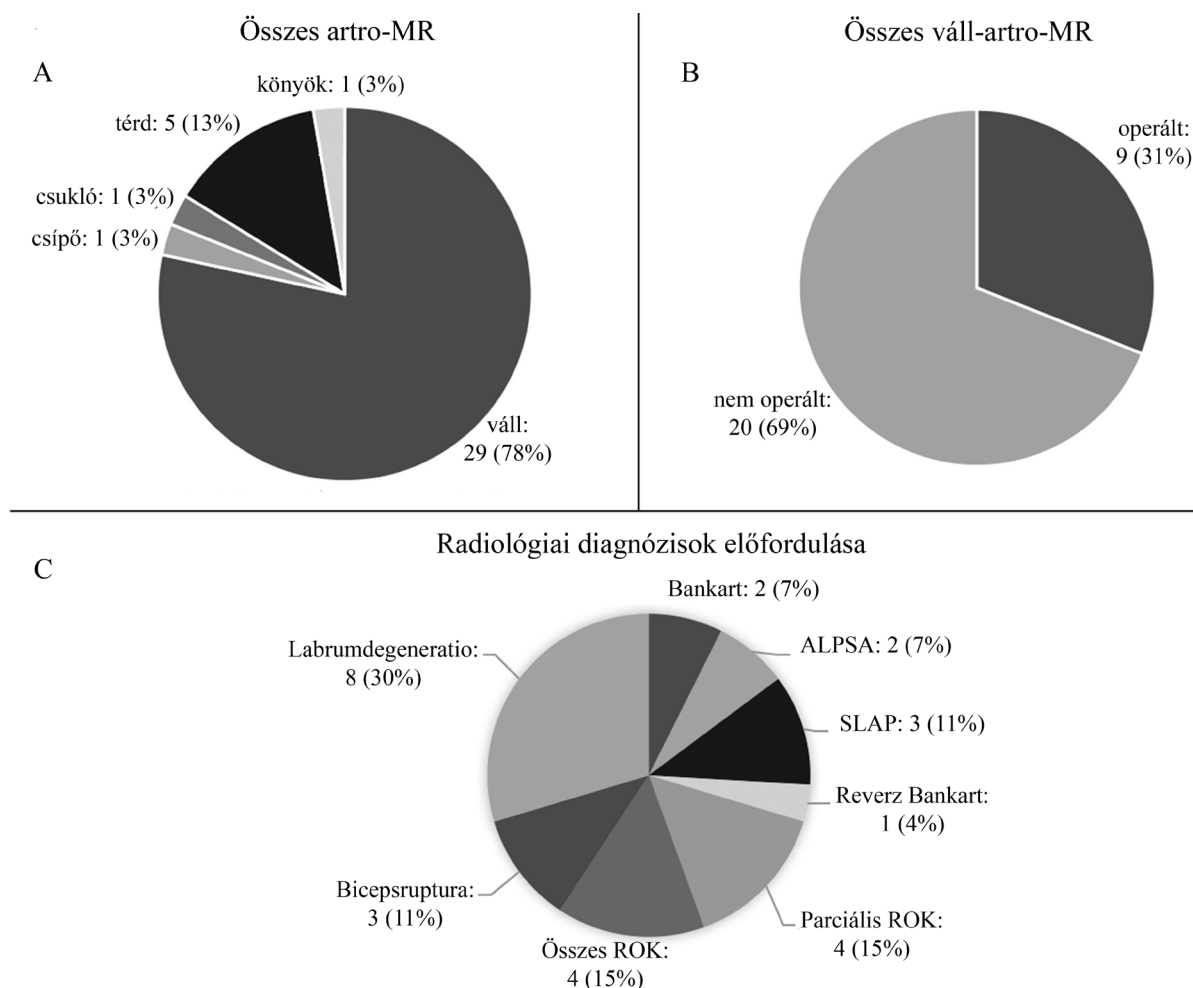 Összes artro-MR
A
könyök: 1 (3%)
térd: 5 (13%)
csukló: 1 (3%)
csípő: 1 (3%)
váll:
29 (78%)
Összes váll-artro-MR
B
operált:
9 (31%)
nem operált:
20 (69%)
Radiológiai diagnózisok előfordulása
C
Bankart: 2 (7%)
ALPSA: 2 (7%)
SLAP: 3 (11%)
Reverz Bankart:
1 (4%)
Parciális ROK:
4 (15%)
Összes ROK:
4 (15%)
Bicepsruptura:
3 (11%)
Labrumdegeneratio:
8 (30%)